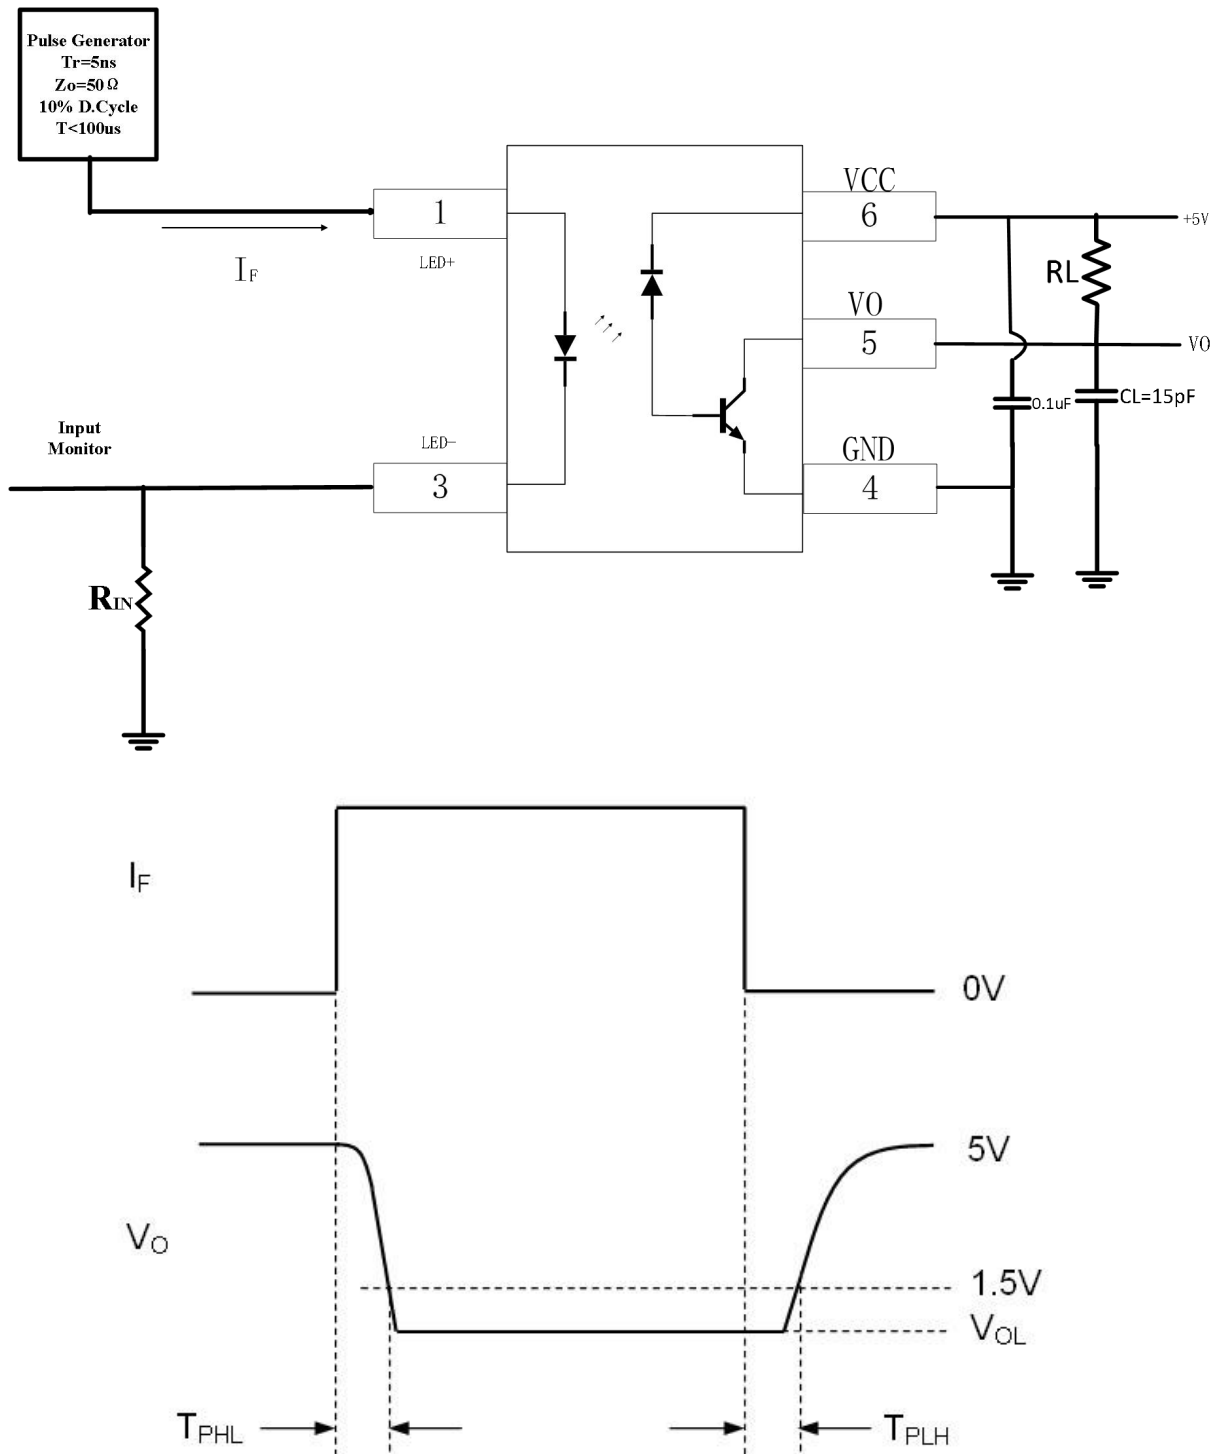 Pulse Generator
Tr=5ns
Zo=50Ω
10% D.Cycle
T<100us
1
LED+
IF
VCC
6
+5V
RL
VO
5
VO
0.1uF
CL=15pF
Input
Monitor
LED-
3
GND
4
RIN
IF
0V
5V
VO
1.5V
VOL
TPHL
TPLH